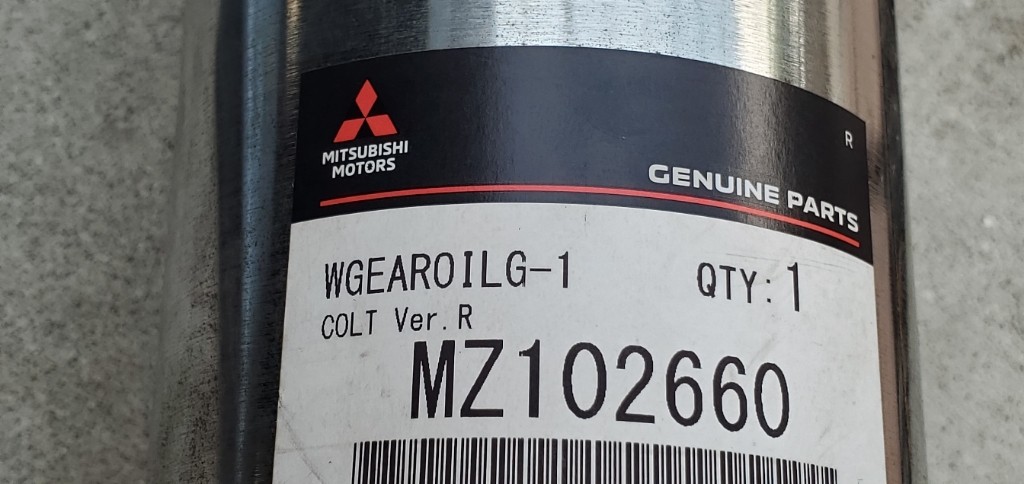 R
MITSUBISHI
MOTORS
GENUINE PARTS
WGEAROILG-1 QTY: 1
COLT Ver.R
MZ102660